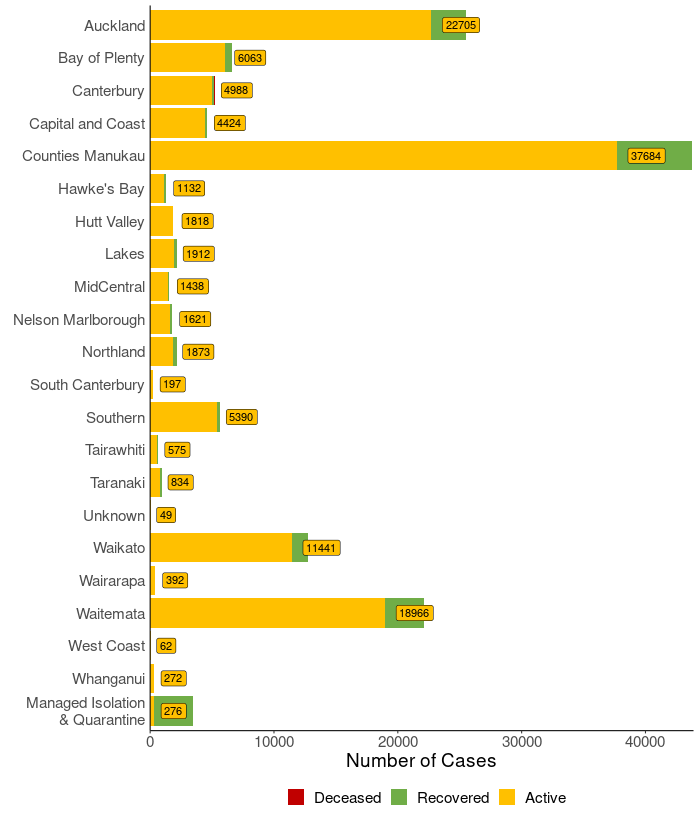 Auckland 22705
Bay of Plenty 6063
Canterbury 4988
Capital and Coast 4424
Counties Manukau 37684
Hawke's Bay 1132
Hutt Valley 1818
Lakes 1912
MidCentral 1438
Nelson Marlborough 1621
Northland 1873
South Canterbury 197
Southern 5390
Tairawhiti 575
Taranaki 834
Unknown 49
Waikato 11441
Wairarapa 392
Waitemata 18966
West Coast 62
Whanganui 272
Managed Isolation
& Quarantine 276
0 10000 20000 30000 40000
Number of Cases
Deceased Recovered Active